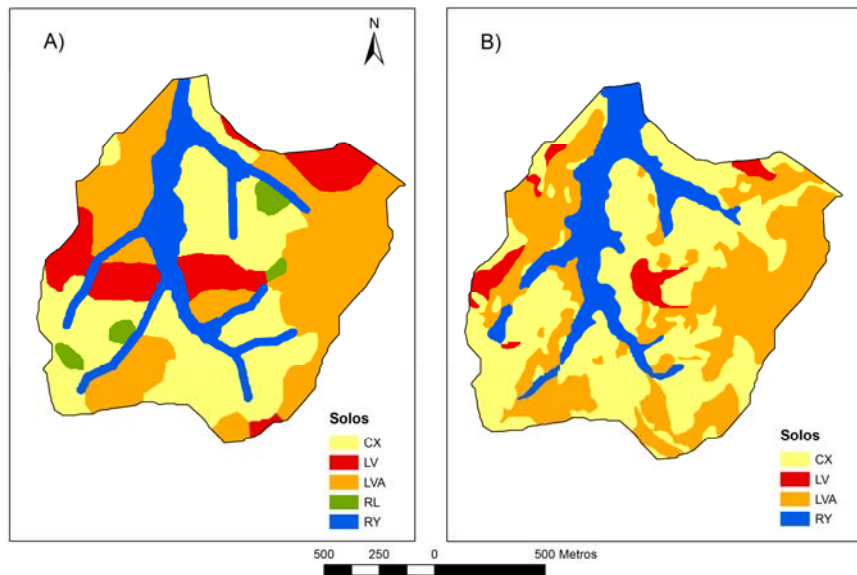 A)
N
Solos
CX
LV
LVA
RL
RY
B)
Solos
CX
LV
LVA
RY
500 250 0 500 Metros